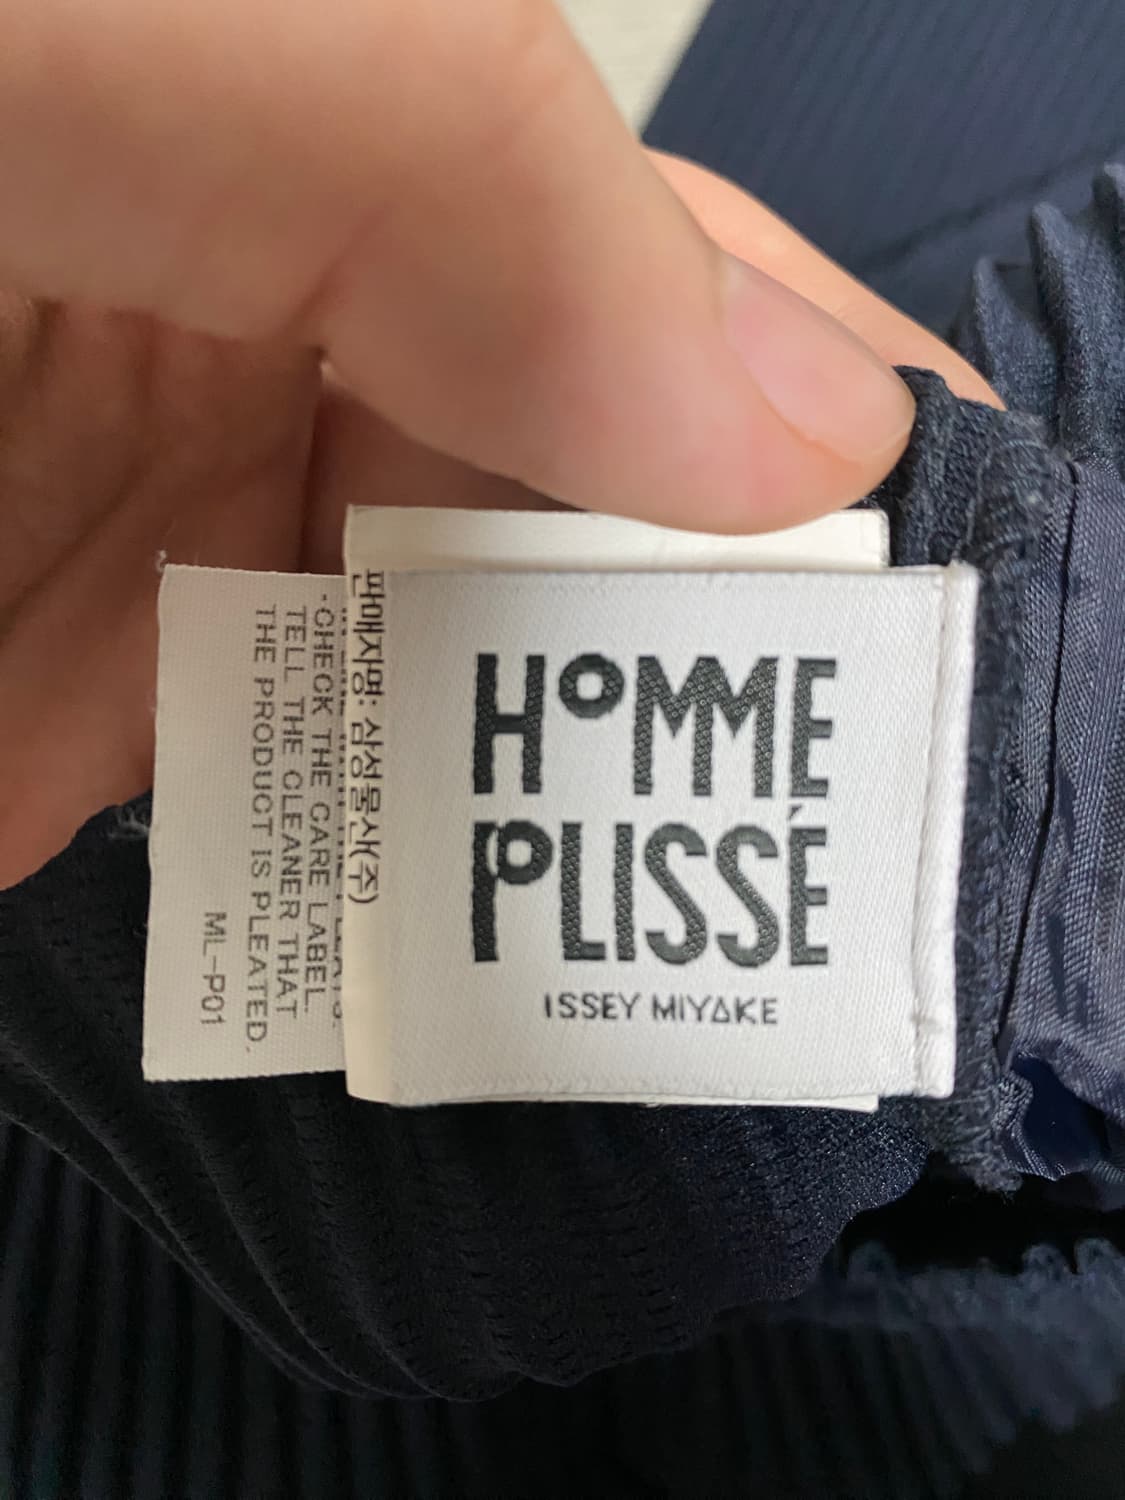 HOMME
PLISSÉ
ISSEY MIYAKE
판매자명: 삼성물산(주)
-CHECK THE CARE LABEL.
TELL THE CLEANER THAT
THE PRODUCT IS PLEATED.
ML-P01